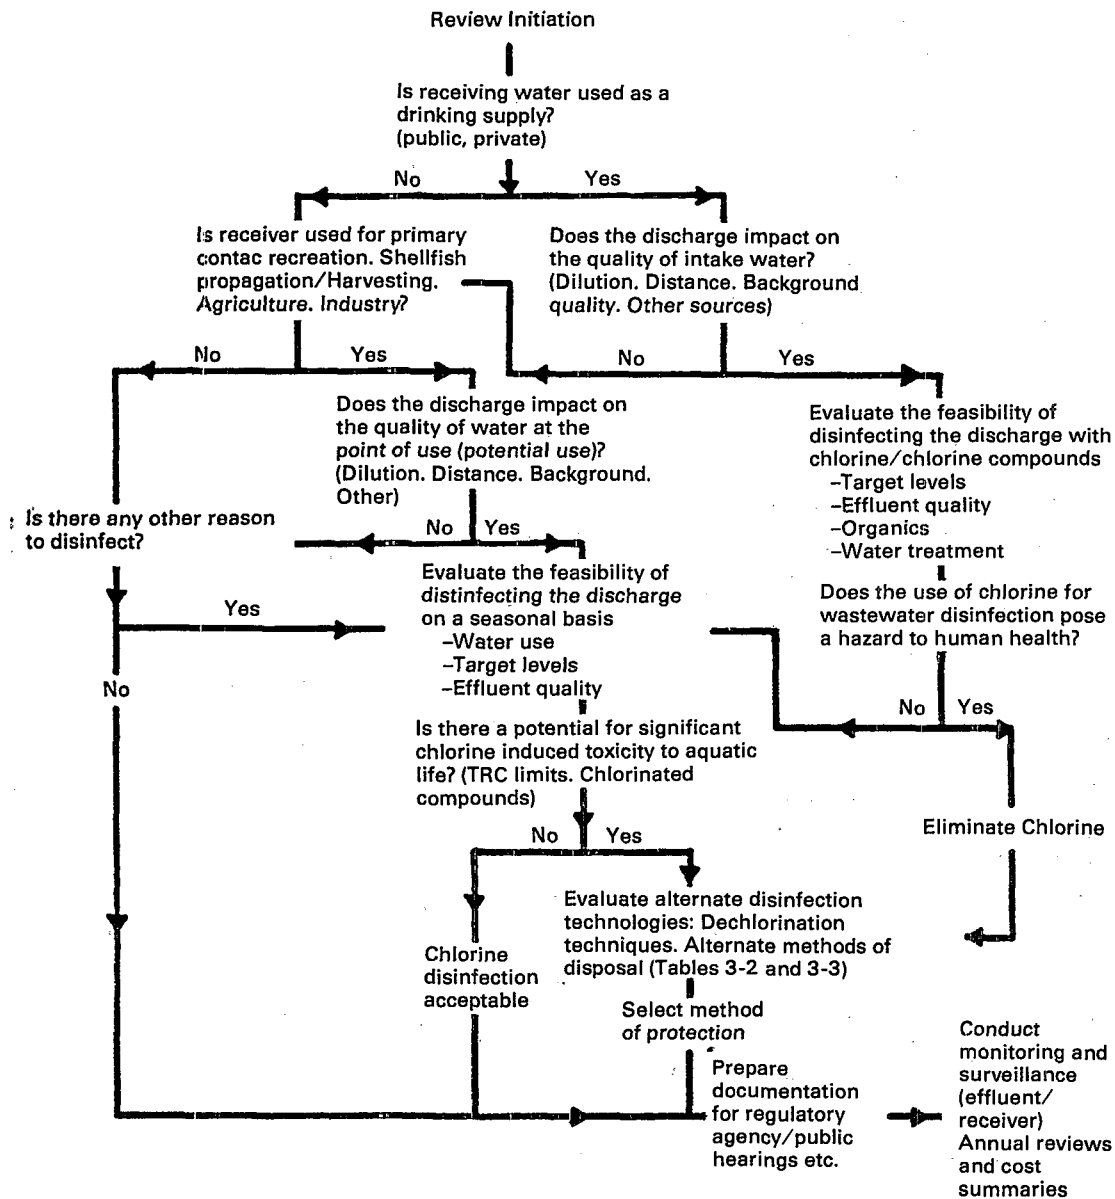 Review Initiation
Is receiving water used as a
drinking supply?
(public, private)
No
Yes
Is receiver used for primary
contac recreation. Shellfish
propagation/Harvesting.
Agriculture. Industry?
Does the discharge impact on
the quality of intake water?
(Dilution. Distance. Background
quality. Other sources)
No
Yes
No
Yes
Does the discharge impact on
the quality of water at the
point of use (potential use)?
(Dilution. Distance. Background.
Other)
Evaluate the feasibility of
disinfecting the discharge with
chlorine/chlorine compounds
–Target levels
–Effluent quality
–Organics
–Water treatment
Is there any other reason
to disinfect?
No
Yes
Evaluate the feasibility of
distinfecting the discharge
on a seasonal basis
–Water use
–Target levels
–Effluent quality
Does the use of chlorine for
wastewater disinfection pose
a hazard to human health?
Yes
No
No
Yes
Is there a potential for significant
chlorine induced toxicity to aquatic
life? (TRC limits. Chlorinated
compounds)
Eliminate Chlorine
No
Yes
Evaluate alternate disinfection
technologies: Dechlorination
techniques. Alternate methods of
disposal (Tables 3-2 and 3-3)
Chlorine
disinfection
acceptable
Select method
of protection
Prepare
documentation
for regulatory
agency/public
hearings etc.
Conduct
monitoring and
surveillance
(effluent/
receiver)
Annual reviews
and cost
summaries